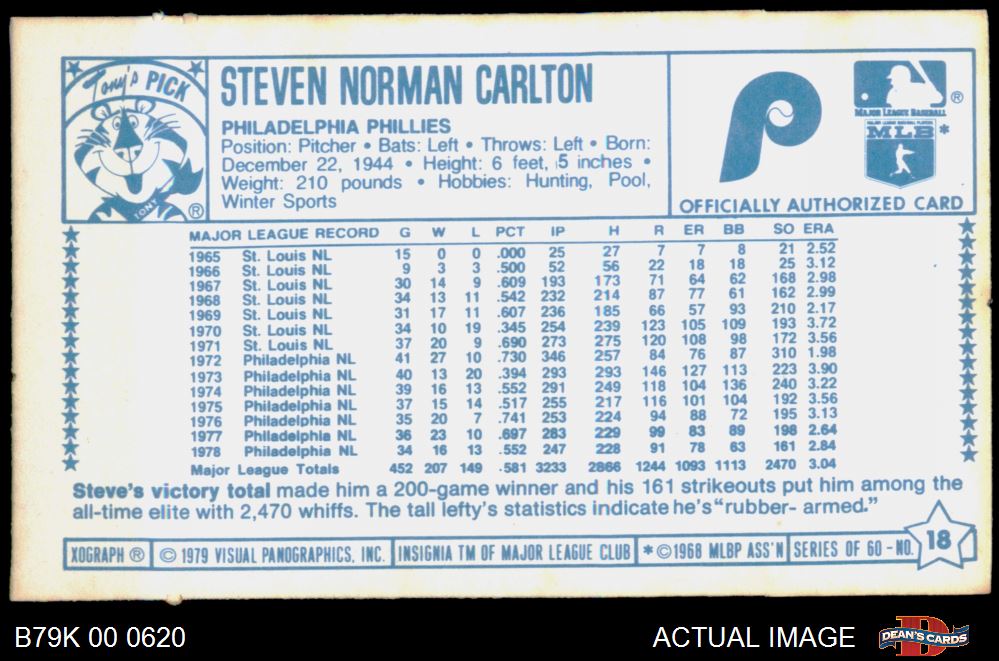 Tony's PICK
TONY
®
STEVEN NORMAN CARLTON
PHILADELPHIA PHILLIES
Position: Pitcher • Bats: Left • Throws: Left • Born:
December 22, 1944 • Height: 6 feet, 5 inches •
Weight: 210 pounds • Hobbies: Hunting, Pool,
Winter Sports
P
MAJOR LEAGUE BASEBALL ®
MAJOR LEAGUE BASEBALL PLAYERS
MLB *
OFFICIALLY AUTHORIZED CARD
MAJOR LEAGUE RECORD G W L PCT IP H R ER BB SO ERA
1965 St. Louis NL 15 0 0 .000 25 27 7 7 8 21 2.52
1966 St. Louis NL 9 3 3 .500 52 56 22 18 18 25 3.12
1967 St. Louis NL 30 14 9 .609 193 173 71 64 62 168 2.98
1968 St. Louis NL 34 13 11 .542 232 214 87 77 61 162 2.99
1969 St. Louis NL 31 17 11 .607 236 185 66 57 93 210 2.17
1970 St. Louis NL 34 10 19 .345 254 239 123 105 109 193 3.72
1971 St. Louis NL 37 20 9 .690 273 275 120 108 98 172 3.56
1972 Philadelphia NL 41 27 10 .730 346 257 84 76 87 310 1.98
1973 Philadelphia NL 40 13 20 .394 293 293 146 127 113 223 3.90
1974 Philadelphia NL 39 16 13 .552 291 249 118 104 136 240 3.22
1975 Philadelphia NL 37 15 14 .517 255 217 116 101 104 192 3.56
1976 Philadelphia NL 35 20 7 .741 253 224 94 88 72 195 3.13
1977 Philadelphia NL 36 23 10 .697 283 229 99 83 89 198 2.64
1978 Philadelphia NL 34 16 13 .552 247 228 91 78 63 161 2.84
Major League Totals 452 207 149 .581 3233 2866 1244 1093 1113 2470 3.04
Steve's victory total made him a 200-game winner and his 161 strikeouts put him among the
all-time elite with 2,470 whiffs. The tall lefty's statistics indicate he's "rubber- armed."
XOGRAPH ® © 1979 VISUAL PANOGRAPHICS, INC. INSIGNIA TM OF MAJOR LEAGUE CLUB * ©1968 MLBP ASS'N SERIES OF 60 - NO. 18
B79K 00 0620
ACTUAL IMAGE
D
DEAN'S CARDS